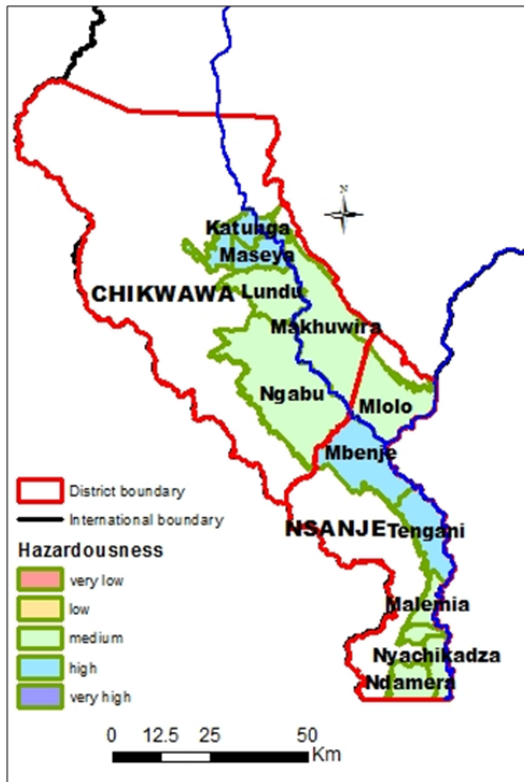 N
Katunga
Maseya
CHIKWAWA
Lundu
Makhuwira
Ngabu
Mlolo
Mbenje
District boundary
International boundary
NSANJE
Tengani
Hazardousness
very low
low
medium
high
very high
Malemia
Nyachikadza
Ndamera
0 12.5 25 50
Km